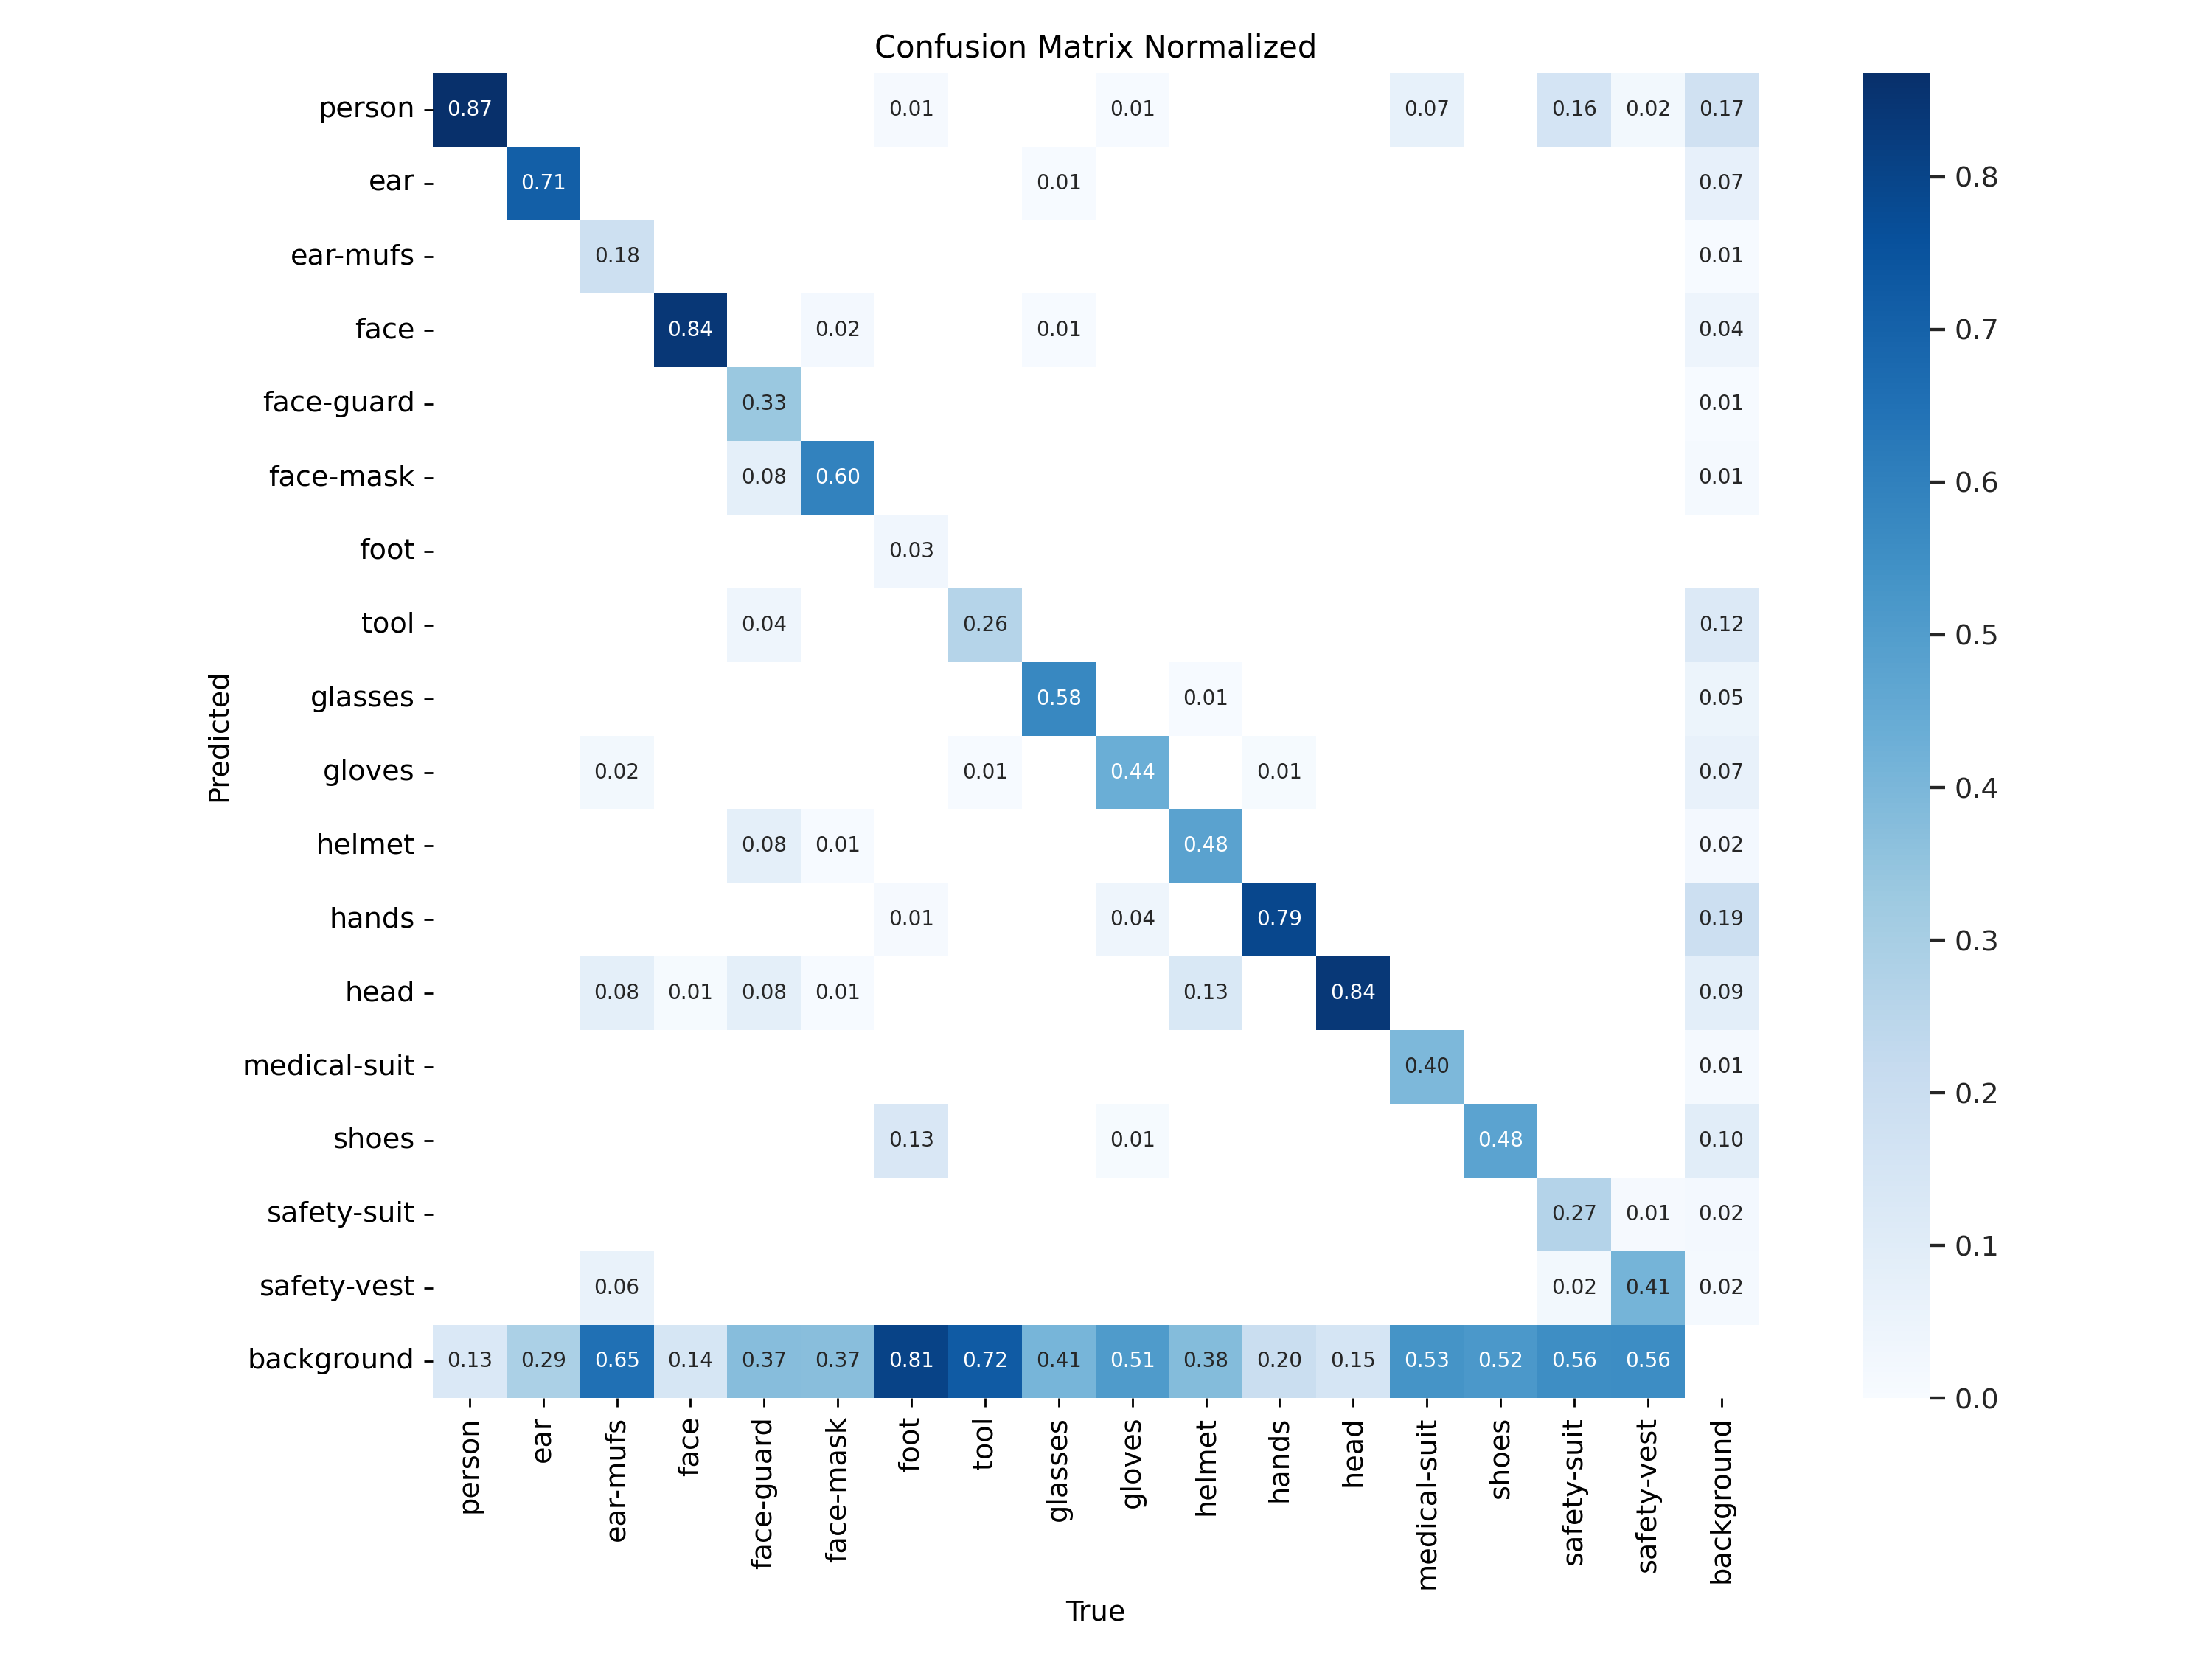 Confusion Matrix Normalized
person 0.87 0.01 0.01 0.07 0.16 0.02 0.17
ear 0.71 0.01 0.07
ear-mufs 0.18 0.01
face 0.84 0.02 0.01 0.04
face-guard 0.33 0.01
face-mask 0.08 0.60 0.01
foot 0.03
tool 0.04 0.26 0.12
glasses 0.58 0.01 0.05
gloves 0.02 0.01 0.44 0.01 0.07
helmet 0.08 0.01 0.48 0.02
hands 0.01 0.04 0.79 0.19
head 0.08 0.01 0.08 0.01 0.13 0.84 0.09
medical-suit 0.40 0.01
shoes 0.13 0.01 0.48 0.10
safety-suit 0.27 0.01 0.02
safety-vest 0.06 0.02 0.41 0.02
background 0.13 0.29 0.65 0.14 0.37 0.37 0.81 0.72 0.41 0.51 0.38 0.20 0.15 0.53 0.52 0.56 0.56
Predicted
person ear ear-mufs face face-guard face-mask foot tool glasses gloves helmet hands head medical-suit shoes safety-suit safety-vest background
True
0.8
0.7
0.6
0.5
0.4
0.3
0.2
0.1
0.0